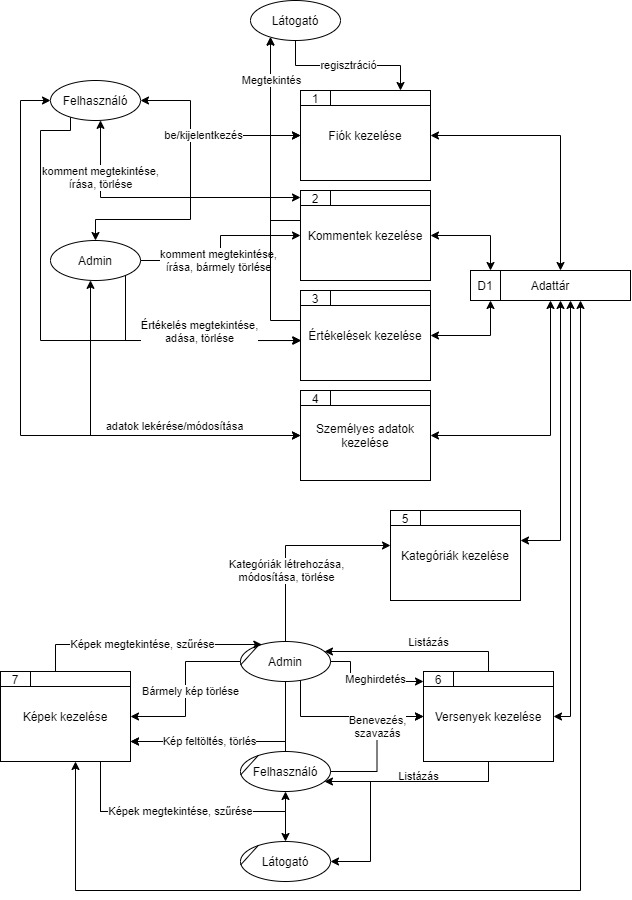 Látogató
regisztráció
Megtekintés
Felhasználó
1
Fiók kezelése
be/kijelentkezés
komment megtekintése,
írása, törlése
2
Kommentek kezelése
Admin
komment megtekintése,
írása, bármely törlése
D1
Adattár
3
Értékelések kezelése
Értékelés megtekintése,
adása, törlése
4
Személyes adatok
kezelése
adatok lekérése/módosítása
5
Kategóriák kezelése
Kategóriák létrehozása,
módosítása, törlése
Képek megtekintése, szűrése
Admin
Listázás
7
Képek kezelése
Bármely kép törlése
Meghirdetés
6
Versenyek kezelése
Benevezés,
szavazás
Kép feltöltés, törlés
Felhasználó
Listázás
Képek megtekintése, szűrése
Látogató